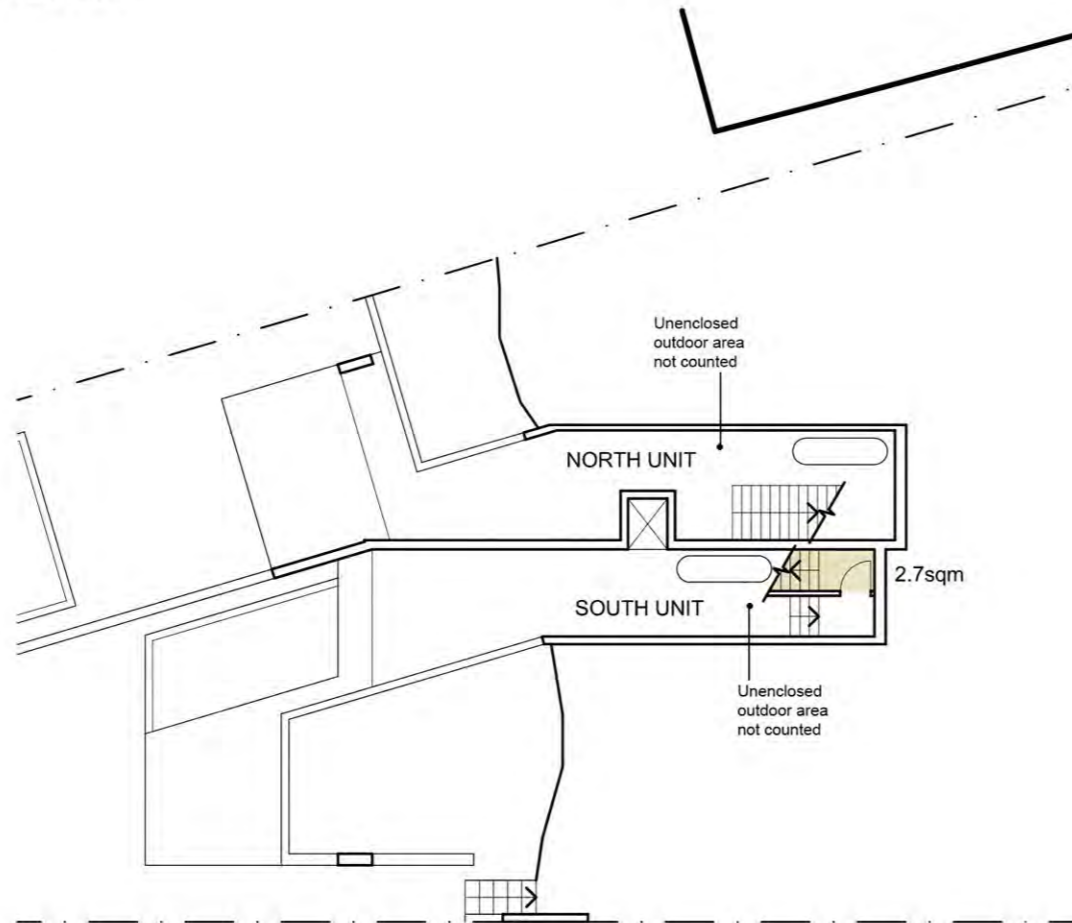 Unenclosed
outdoor area
not counted
NORTH UNIT
2.7sqm
SOUTH UNIT
Unenclosed
outdoor area
not counted